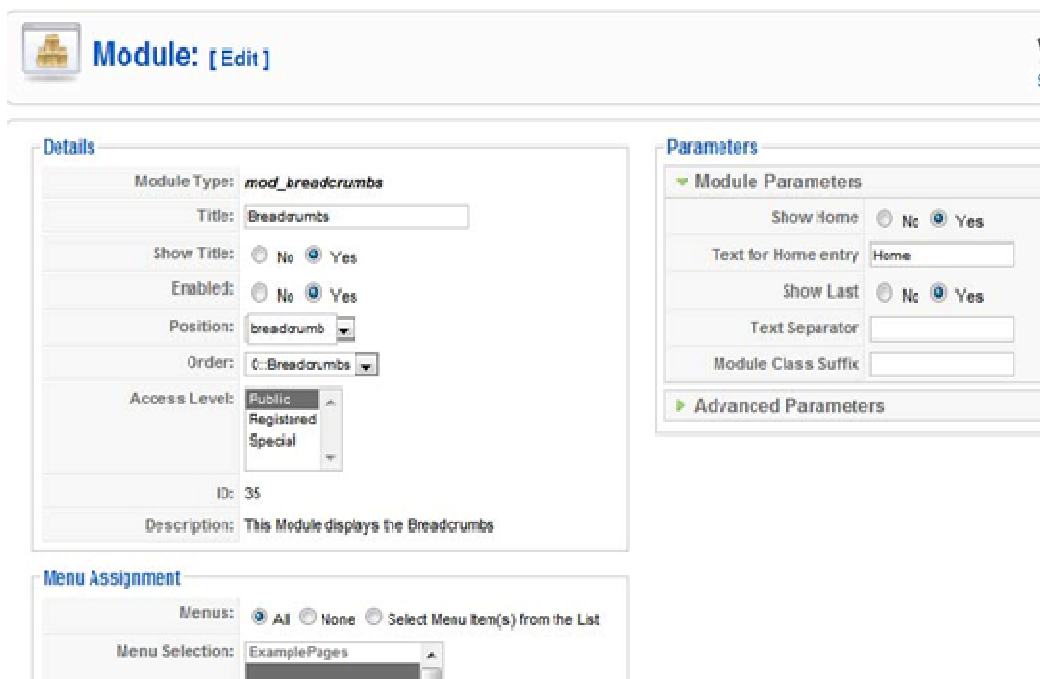 Module: [ Edit ]
Details
Module Type: mod_breadcrumbs
Title: Breadcrumbs
Show Title: No Yes
Enabled: No Yes
Position: breadcrumb
Order: 0::Breadcrumbs
Access Level: Public
Registered
Special
ID: 35
Description: This Module displays the Breadcrumbs
Menu Assignment
Menus: All None Select Menu Item(s) from the List
Menu Selection: ExamplePages
Parameters
Module Parameters
Show Home No Yes
Text for Home entry Home
Show Last No Yes
Text Separator
Module Class Suffix
Advanced Parameters